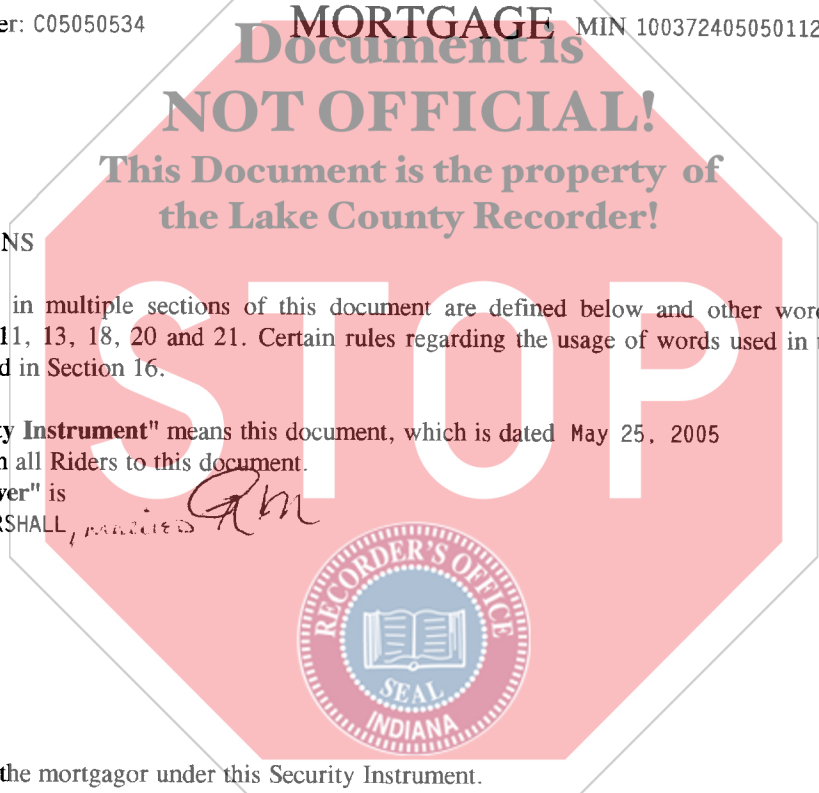 er: C05050534 MORTGAGE MIN 100372405050112
Document is
NOT OFFICIAL!
This Document is the property of
the Lake County Recorder!
NS
in multiple sections of this document are defined below and other wor
11, 13, 18, 20 and 21. Certain rules regarding the usage of words used in
d in Section 16.
STOP
y Instrument" means this document, which is dated May 25, 2005
all Riders to this document.
er" is
RSHALL,
RECORDER'S OFFICE
SEAL
INDIANA
the mortgagor under this Security Instrument.